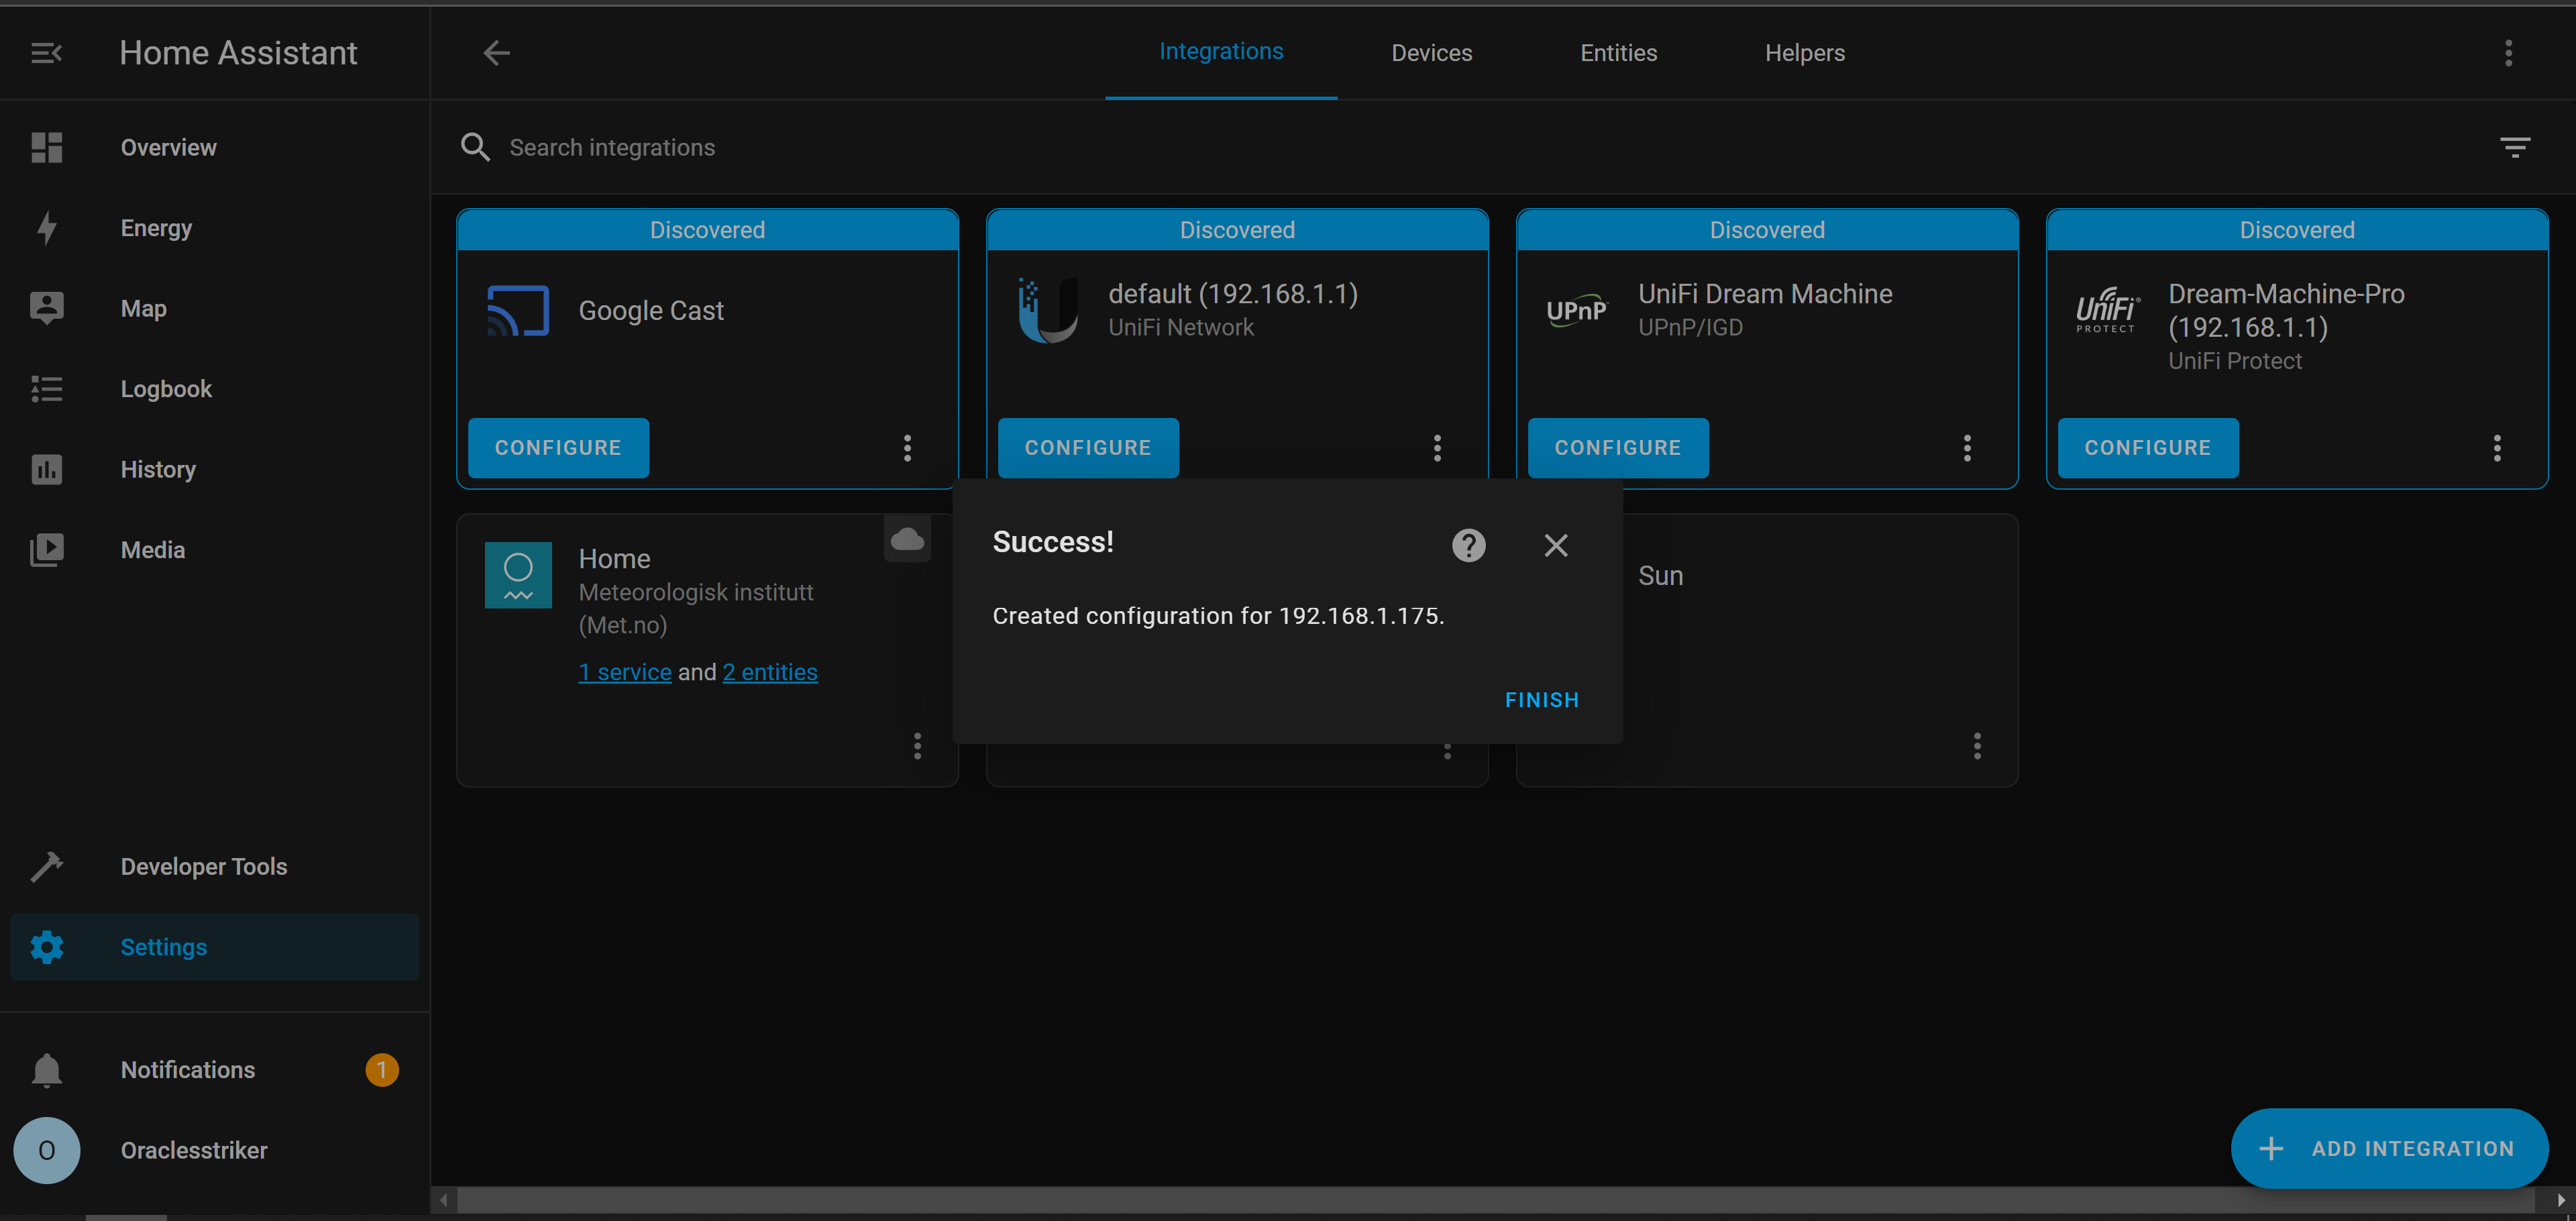 Home Assistant
Integrations
Devices
Entities
Helpers
Search integrations
Overview
Energy
Map
Logbook
History
Media
Developer Tools
Settings
Notifications
1
O
Oraclesstriker
Discovered
Google Cast
CONFIGURE
Discovered
default (192.168.1.1)
UniFi Network
CONFIGURE
Discovered
UPnP
UniFi Dream Machine
UPnP/IGD
CONFIGURE
Discovered
UniFi
PROTECT
Dream-Machine-Pro
(192.168.1.1)
UniFi Protect
CONFIGURE
Home
Meteorologisk institutt
(Met.no)
1 service and 2 entities
Success!
Created configuration for 192.168.1.175.
FINISH
Sun
ADD INTEGRATION